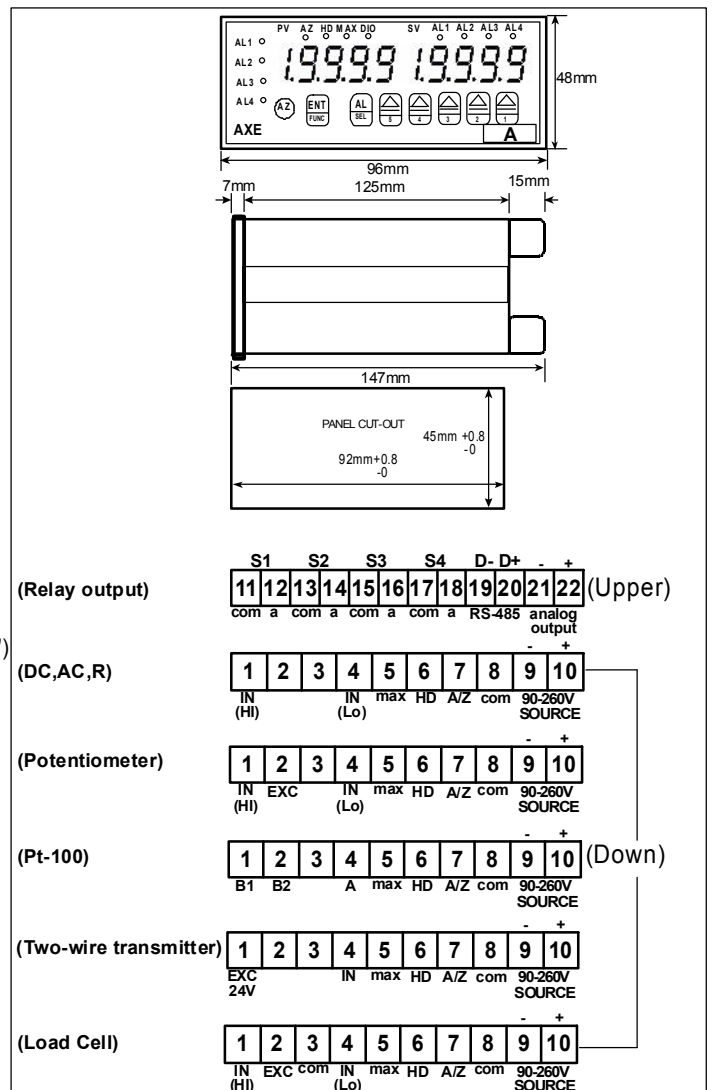 PV AZ HD MAX DIO SV AL1 AL2 AL3 AL4
AL1
AL2
AL3
AL4
1.9.9.9.9 1.9.9.9.9
AZ ENT FUNC AL SEL 5 4 3 2 1
AXE
A
48mm
96mm
7mm 125mm 15mm
147mm
PANEL CUT-OUT
45mm +0.8
-0
92mm+0.8
-0
S1 S2 S3 S4 D- D+ - +
(Relay output) 11 12 13 14 15 16 17 18 19 20 21 22 (Upper)
com a com a com a com a RS-485 analog
output
)
- +
(DC,AC,R) 1 2 3 4 5 6 7 8 9 10
IN IN max HD A/Z com 90-260V
(HI) (Lo) SOURCE
- +
(Potentiometer) 1 2 3 4 5 6 7 8 9 10
IN EXC IN max HD A/Z com 90-260V
(HI) (Lo) SOURCE
- +
(Pt-100) 1 2 3 4 5 6 7 8 9 10 (Down)
B1 B2 A max HD A/Z com 90-260V
SOURCE
- +
(Two-wire transmitter) 1 2 3 4 5 6 7 8 9 10
EXC IN max HD A/Z com 90-260V
24V SOURCE
- +
(Load Cell) 1 2 3 4 5 6 7 8 9 10
IN EXC com IN max HD A/Z com 90-260V
(HI) (Lo) SOURCE